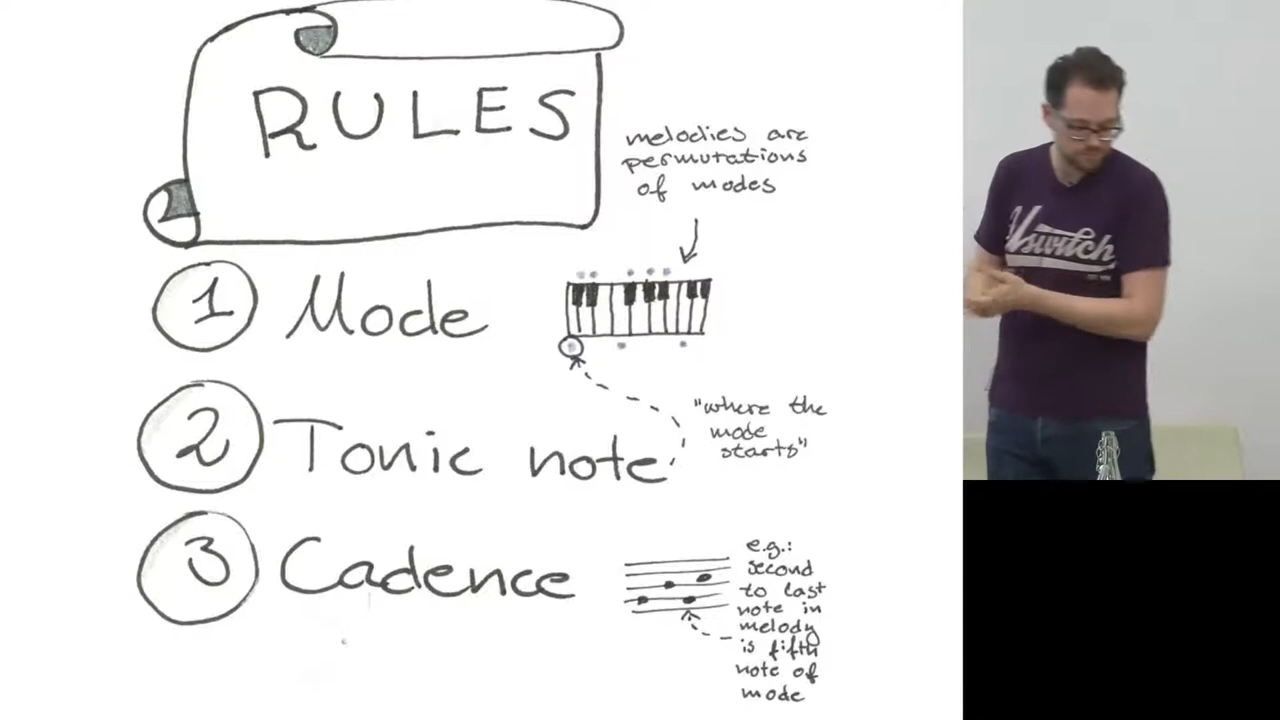 RULES
melodies are
permutations
of modes
1 Mode
2 Tonic note
"where the
mode
starts"
3 Cadence
e.g.:
second
to last
note in
melody
is fifth
note of
mode
uswitch